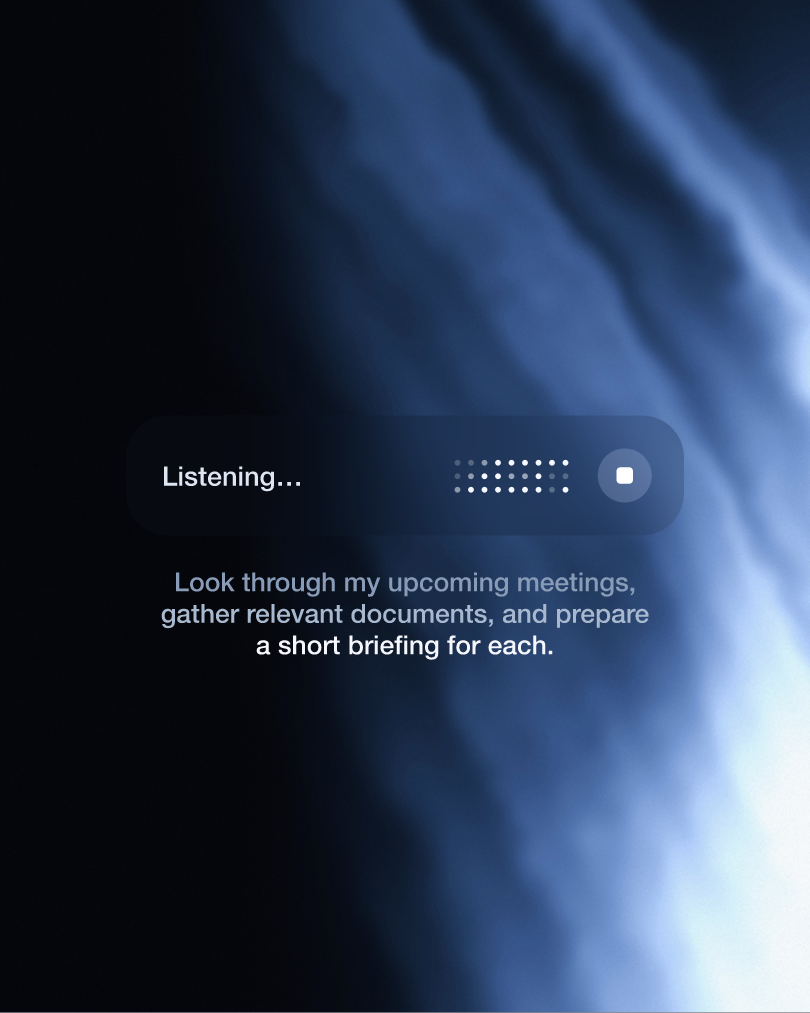 Listening...
Look through my upcoming meetings,
gather relevant documents, and prepare
a short briefing for each.